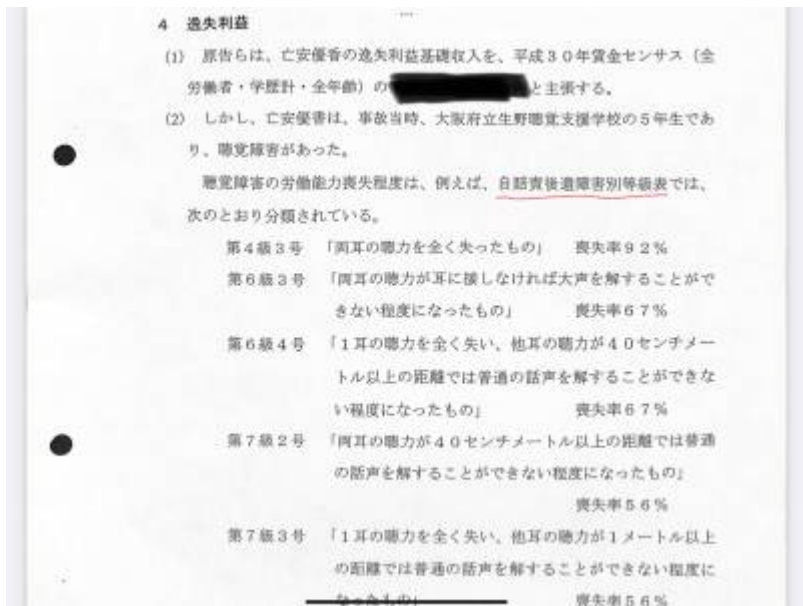 4 逸失利益
(1) 原告らは、亡安優香の逸失利益基礎収入を、平成３０年賃金センサス（全
労働者・学歴計・全年齢）の と主張する。
(2) しかし、亡安優香は、事故当時、大阪府立生野聴覚支援学校の５年生であ
り、聴覚障害があった。
聴覚障害の労働能力喪失程度は、例えば、自賠責後遺障害別等級表では、
次のとおり分類されている。
第４級３号 「両耳の聴力を全く失ったもの」 喪失率９２％
第６級３号 「両耳の聴力が耳に接しなければ大声を解することがで
きない程度になったもの」 喪失率６７％
第６級４号 「１耳の聴力を全く失い、他耳の聴力が４０センチメー
トル以上の距離では普通の話声を解することができな
い程度になったもの」 喪失率６７％
第７級２号 「両耳の聴力が４０センチメートル以上の距離では普通
の話声を解することができない程度になったもの」
喪失率５６％
第７級３号 「１耳の聴力を全く失い、他耳の聴力が１メートル以上
の距離では普通の話声を解することができない程度に
なったもの」 喪失率５６％